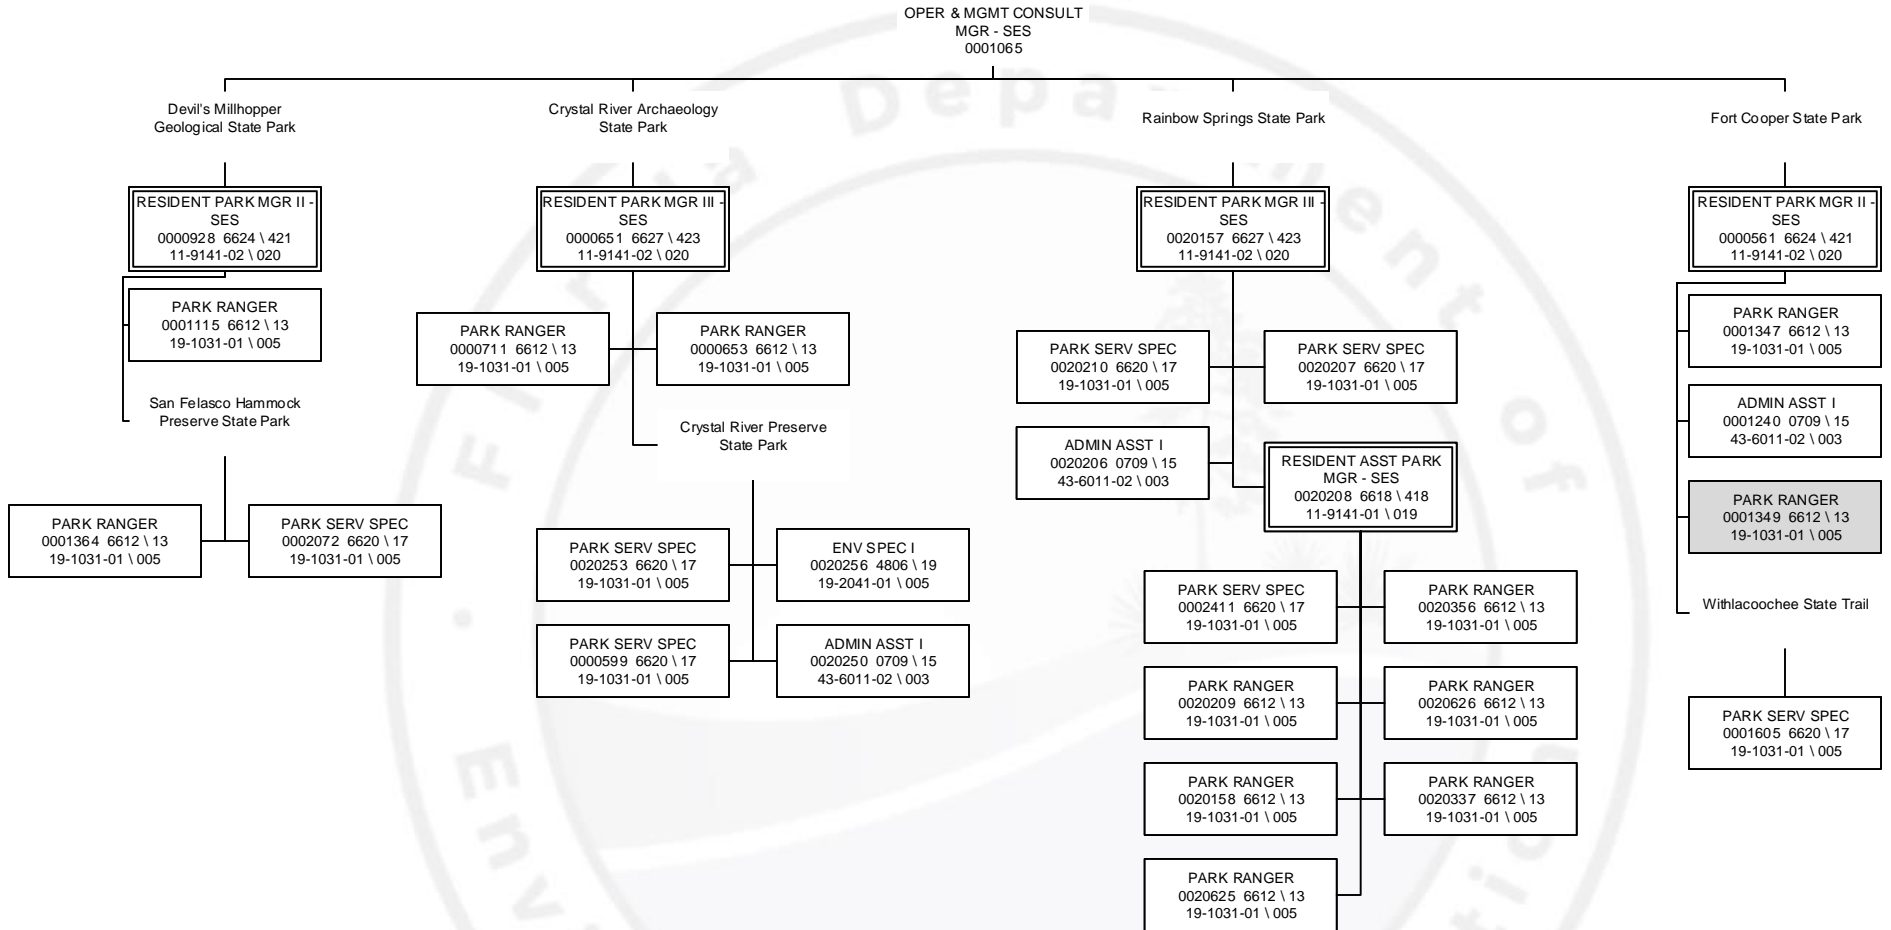 OPER & MGMT CONSULT
MGR - SES
0001065
Devil's Millhopper
Geological State Park
RESIDENT PARK MGR II -
SES
0000928 6624 \ 421
11-9141-02 \ 020
PARK RANGER
0001115 6612 \ 13
19-1031-01 \ 005
San Felasco Hammock
Preserve State Park
PARK RANGER
0001364 6612 \ 13
19-1031-01 \ 005
PARK SERV SPEC
0002072 6620 \ 17
19-1031-01 \ 005
Crystal River Archaeology
State Park
RESIDENT PARK MGR III -
SES
0000651 6627 \ 423
11-9141-02 \ 020
PARK RANGER
0000711 6612 \ 13
19-1031-01 \ 005
PARK RANGER
0000653 6612 \ 13
19-1031-01 \ 005
Crystal River Preserve
State Park
PARK SERV SPEC
0020253 6620 \ 17
19-1031-01 \ 005
ENV SPEC I
0020256 4806 \ 19
19-2041-01 \ 005
PARK SERV SPEC
0000599 6620 \ 17
19-1031-01 \ 005
ADMIN ASST I
0020250 0709 \ 15
43-6011-02 \ 003
Rainbow Springs State Park
RESIDENT PARK MGR III -
SES
0020157 6627 \ 423
11-9141-02 \ 020
PARK SERV SPEC
0020210 6620 \ 17
19-1031-01 \ 005
PARK SERV SPEC
0020207 6620 \ 17
19-1031-01 \ 005
ADMIN ASST I
0020206 0709 \ 15
43-6011-02 \ 003
RESIDENT ASST PARK
MGR - SES
0020208 6618 \ 418
11-9141-01 \ 019
PARK SERV SPEC
0002411 6620 \ 17
19-1031-01 \ 005
PARK RANGER
0020356 6612 \ 13
19-1031-01 \ 005
PARK RANGER
0020209 6612 \ 13
19-1031-01 \ 005
PARK RANGER
0020626 6612 \ 13
19-1031-01 \ 005
PARK RANGER
0020158 6612 \ 13
19-1031-01 \ 005
PARK RANGER
0020337 6612 \ 13
19-1031-01 \ 005
PARK RANGER
0020625 6612 \ 13
19-1031-01 \ 005
Fort Cooper State Park
RESIDENT PARK MGR II -
SES
0000561 6624 \ 421
11-9141-02 \ 020
PARK RANGER
0001347 6612 \ 13
19-1031-01 \ 005
ADMIN ASST I
0001240 0709 \ 15
43-6011-02 \ 003
PARK RANGER
0001349 6612 \ 13
19-1031-01 \ 005
Withlacoochee State Trail
PARK SERV SPEC
0001605 6620 \ 17
19-1031-01 \ 005